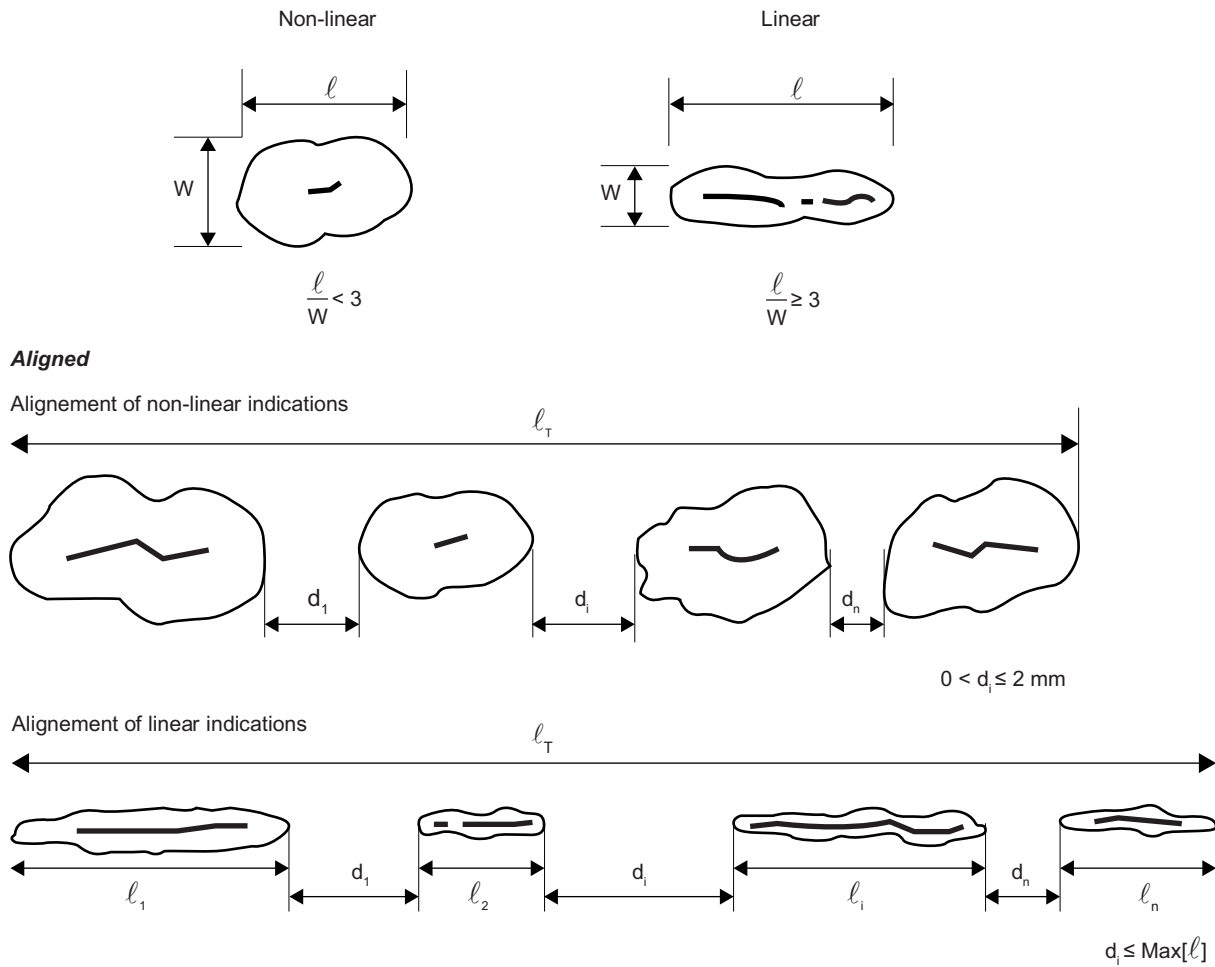 Non-linear
Linear
ℓ
ℓ
W
W
ℓ/W < 3
ℓ/W ≥ 3
Aligned
Alignement of non-linear indications
ℓT
d1
di
dn
0 < di ≤ 2 mm
Alignement of linear indications
ℓT
ℓ1
d1
ℓ2
di
ℓi
dn
ℓn
di ≤ Max[ℓ]